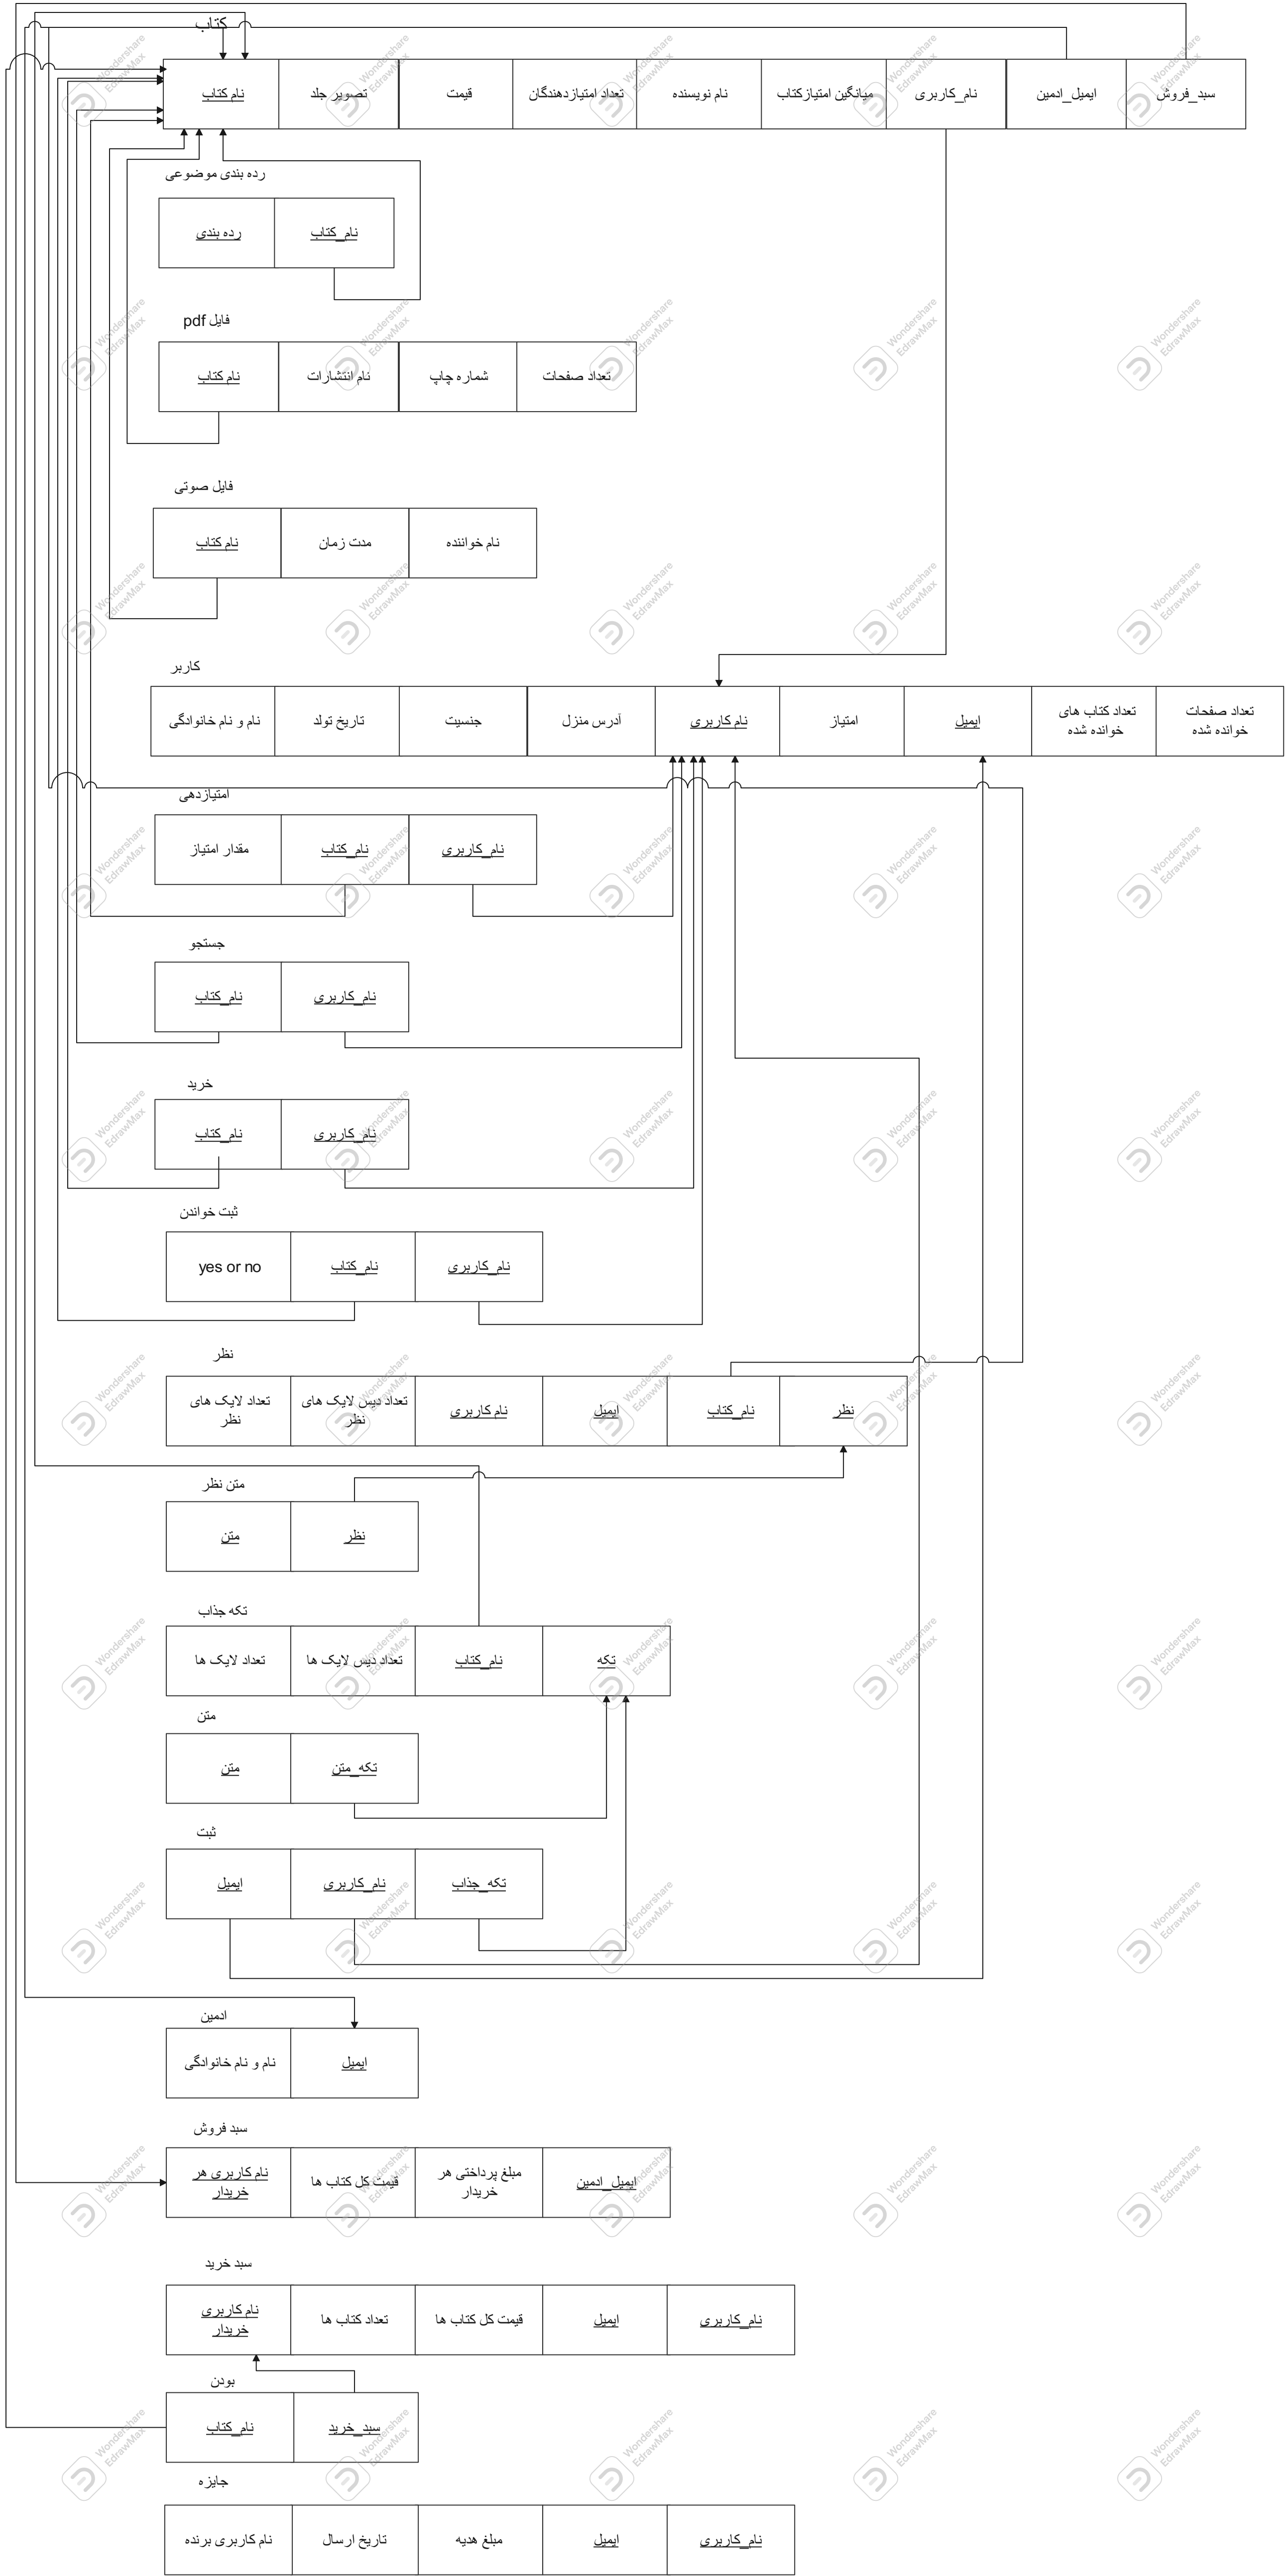 کتاب
نام کتاب
تصویر جلد
قیمت
تعداد امتیازدهندگان
نام نویسنده
میانگین امتیازکتاب
نام_کاربری
ایمیل_ادمین
سبد_فروش
رده بندی موضوعی
رده بندی
نام_کتاب
فایل pdf
نام کتاب
نام انتشارات
شماره چاپ
تعداد صفحات
فایل صوتی
نام کتاب
مدت زمان
نام خواننده
کاربر
نام و نام خانوادگی
تاریخ تولد
جنسیت
آدرس منزل
نام کاربری
امتیاز
ایمیل
تعداد کتاب های
خوانده شده
تعداد صفحات
خوانده شده
امتیازدهی
مقدار امتیاز
نام_کتاب
نام_کاربری
جستجو
نام_کتاب
نام_کاربری
خرید
نام_کتاب
نام_کاربری
ثبت خواندن
yes or no
نام_کتاب
نام_کاربری
نظر
تعداد لایک های
نظر
تعداد دیس لایک های
نظر
نام کاربری
ایمیل
نام_کتاب
نظر
متن نظر
متن
نظر
تکه جذاب
تعداد لایک ها
تعداد دیس لایک ها
نام_کتاب
تکه
متن
متن
تکه_متن
ثبت
ایمیل
نام_کاربری
تکه_جذاب
ادمین
نام و نام خانوادگی
ایمیل
سبد فروش
نام کاربری هر
خریدار
قیمت کل کتاب ها
مبلغ پرداختی هر
خریدار
ایمیل_ادمین
سبد خرید
نام کاربری
خریدار
تعداد کتاب ها
قیمت کل کتاب ها
ایمیل
نام_کاربری
بودن
نام_کتاب
سبد_خرید
جایزه
نام کاربری برنده
تاریخ ارسال
مبلغ هدیه
ایمیل
نام_کاربری
Wondershare
EdrawMax